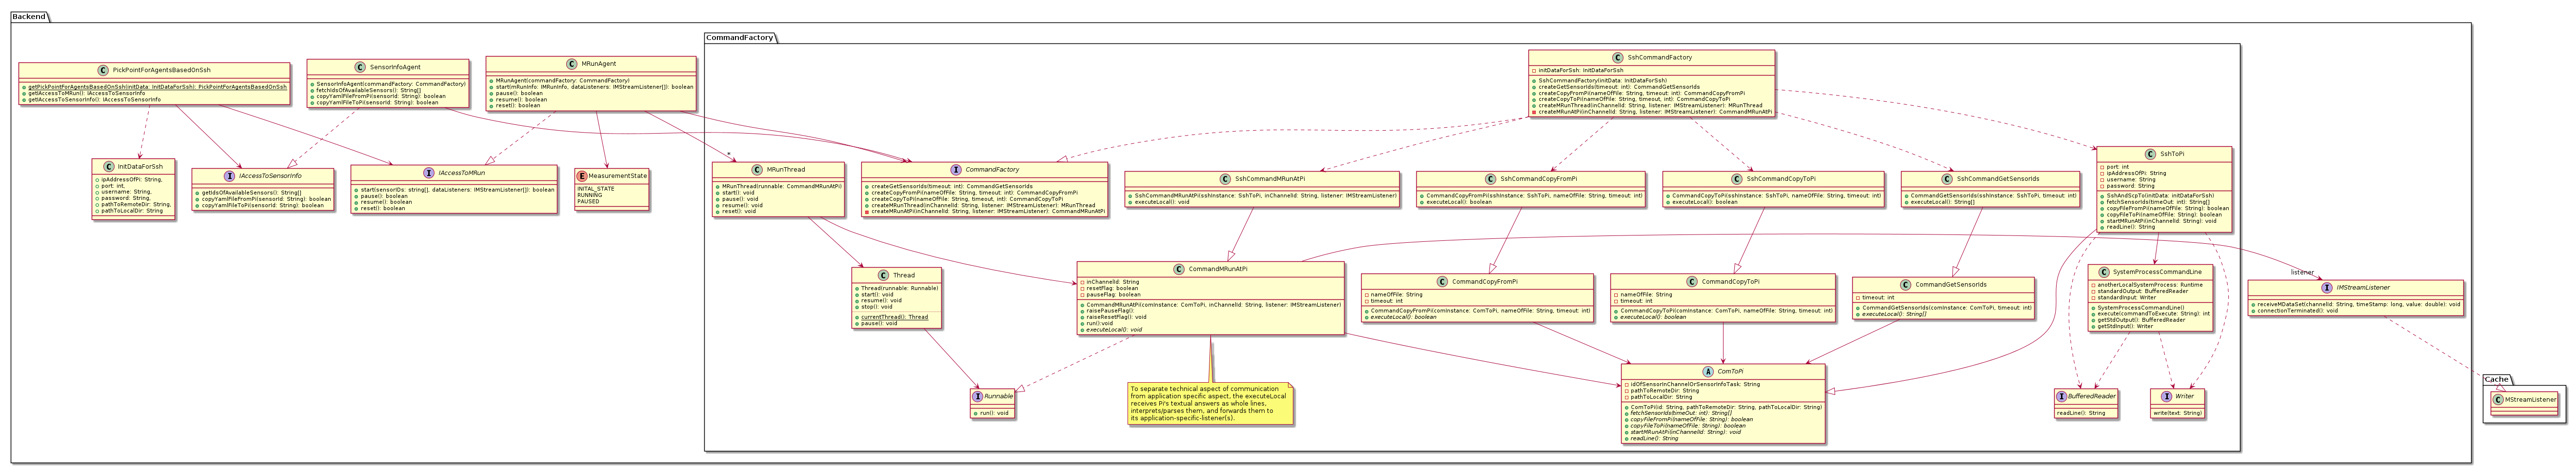 Backend
CommandFactory
PickPointForAgentsBasedOnSsh
getPickPointForAgentsBasedOnSsh(initData: InitDataForSsh): PickPointForAgentsBasedOnSsh
getIAccessToMRun(): IAccessToMRun
getIAccessToSensorInfo(): IAccessToSensorInfo
SensorInfoAgent
SensorInfoAgent(commandFactory: CommandFactory)
fetchIdsOfAvailableSensors(): String[]
copyYamlFileFromPi(sensorId: String): boolean
copyYamlFileToPi(sensorId: String): boolean
MRunAgent
MRunAgent(commandFactory: CommandFactory)
start(mRunInfo: IMRunInfo, dataListeners: IMStreamListener[]): boolean
pause(): boolean
resume(): boolean
reset(): boolean
SshCommandFactory
initDataForSsh: InitDataForSsh
SshCommandFactory(initData: InitDataForSsh)
createGetSensorIds(timeout: int): CommandGetSensorIds
createCopyFromPi(nameOfFile: String, timeout: int): CommandCopyFromPi
createCopyToPi(nameOfFile: String, timeout, int): CommandCopyToPi
createMRunThread(inChannelId: String, listener: IMStreamListener): MRunThread
createMRunAtPi(inChannelId: String, listener: IMStreamListener): CommandMRunAtPi
InitDataForSsh
ipAddressOfPi: String,
port: int,
username: String,
password: String,
pathToRemoteDir: String,
pathToLocalDir: String
IAccessToSensorInfo
getIdsOfAvailableSensors(): String[]
copyYamlFileFromPi(sensorId: String): boolean
copyYamlFileToPi(sensorId: String): boolean
IAccessToMRun
start(sensorIDs: string[], dataListeners: IMStreamListener[]): boolean
pause(): boolean
resume(): boolean
reset(): boolean
MeasurementState
INITAL_STATE
RUNNING
PAUSED
*
MRunThread
MRunThread(runnable: CommandMRunAtPi)
start(): void
pause(): void
resume(): void
reset(): void
CommandFactory
createGetSensorIds(timeout: int): CommandGetSensorIds
createCopyFromPi(nameOfFile: String, timeout: int): CommandCopyFromPi
createCopyToPi(nameOfFile: String, timeout, int): CommandCopyToPi
createMRunThread(inChannelId: String, listener: IMStreamListener): MRunThread
createMRunAtPi(inChannelId: String, listener: IMStreamListener): CommandMRunAtPi
SshCommandMRunAtPi
SshCommandMRunAtPi(sshInstance: SshToPi, inChannelId: String, listener: IMStreamListener)
executeLocal(): void
SshCommandCopyFromPi
CommandCopyFromPi(sshInstance: SshToPi, nameOfFile: String, timeout: int)
executeLocal(): boolean
SshCommandCopyToPi
CommandCopyToPi(sshInstance: SshToPi, nameOfFile: String, timeout: int)
executeLocal(): boolean
SshCommandGetSensorIds
CommandGetSensorIds(sshInstance: SshToPi, timeout: int)
executeLocal(): String[]
SshToPi
port: int
ipAddressOfPi: String
username: String
password: String
SshAndScpToPi(initData: initDataForSsh)
fetchSensorIds(timeOut: int): String[]
copyFileFromPi(nameOfFile: String): boolean
copyFileToPi(nameOfFile: String): boolean
startMRunAtPi(inChannelId: String): void
readLine(): String
Thread
Thread(runnable: Runnable)
start(): void
resume(): void
stop(): void
currentThread(): Thread
pause(): void
CommandMRunAtPi
inChannelId: String
resetFlag: boolean
pauseFlag: boolean
CommandMRunAtPi(comInstance: ComToPi, inChannelId: String, listener: IMStreamListener)
raisePauseFlag():
raiseResetFlag(): void
run():void
executeLocal(): void
CommandCopyFromPi
nameOfFile: String
timeout: int
CommandCopyFromPi(comInstance: ComToPi, nameOfFile: String, timeout: int)
executeLocal(): boolean
CommandCopyToPi
nameOfFile: String
timeout: int
CommandCopyToPi(comInstance: ComToPi, nameOfFile: String, timeout: int)
executeLocal(): boolean
CommandGetSensorIds
timeout: int
CommandGetSensorIds(comInstance: ComToPi, timeout: int)
executeLocal(): String[]
SystemProcessCommandLine
anotherLocalSystemProcess: Runtime
standardOutput: BufferedReader
standardInput: Writer
SystemProcessCommandLine()
execute(commandToExecute: String): int
getStdOutput(): BufferedReader
getStdInput(): Writer
listener
IMStreamListener
receiveMDataSet(channelId: String, timeStamp: long, value: double): void
connectionTerminated(): void
Runnable
run(): void
To separate technical aspect of communication
from application specific aspect, the executeLocal
receives Pi's textual answers as whole lines,
interprets/parses them, and forwards them to
its application-specific-listener(s).
ComToPi
idOfSensorInChannelOrSensorInfoTask: String
pathToRemoteDir: String
pathToLocalDir: String
ComToPi(id: String, pathToRemoteDir: String, pathToLocalDir: String)
fetchSensorIds(timeOut: int): String[]
copyFileFromPi(nameOfFile: String): boolean
copyFileToPi(nameOfFile: String): boolean
startMRunAtPi(inChannelId: String): void
readLine(): String
BufferedReader
readLine(): String
Writer
write(text: String)
Cache
MStreamListener